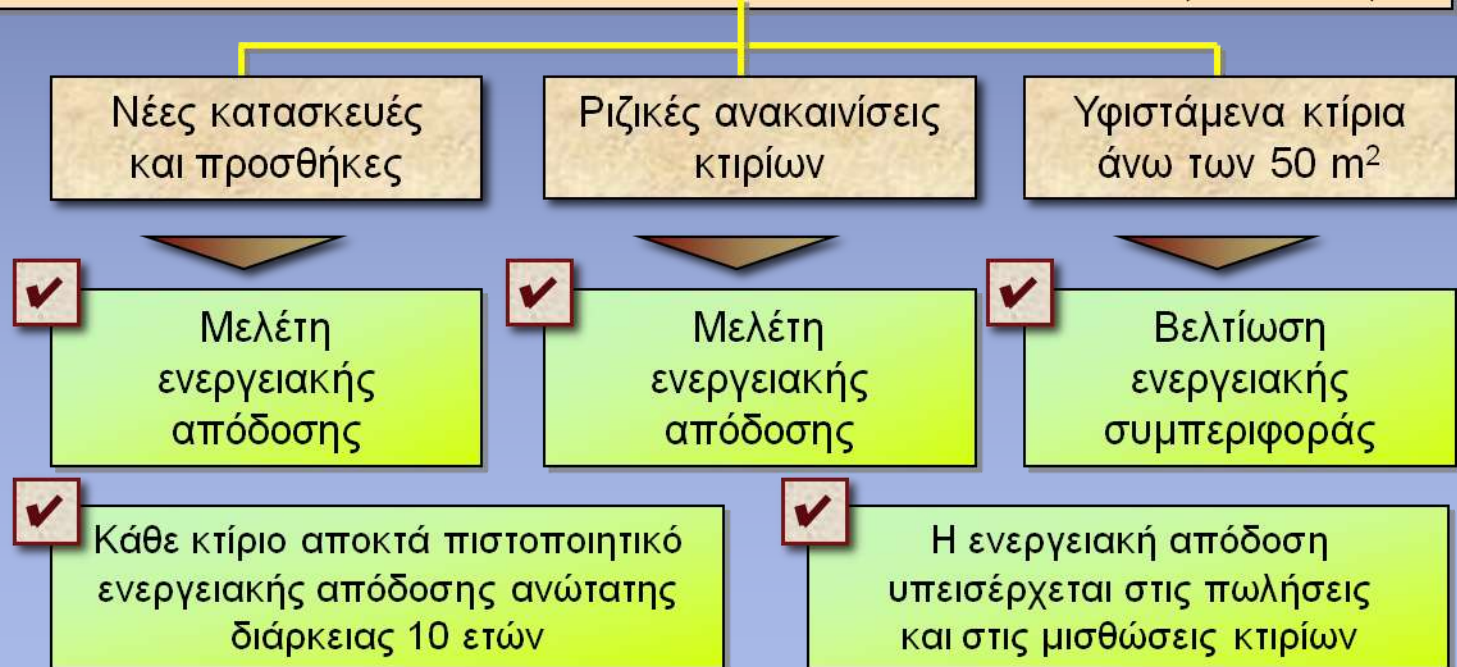 Νέες κατασκευές
και προσθήκες
Ριζικές ανακαινίσεις
κτιρίων
Υφιστάμενα κτίρια
άνω των 50 m²
Μελέτη
ενεργειακής
απόδοσης
Μελέτη
ενεργειακής
απόδοσης
Βελτίωση
ενεργειακής
συμπεριφοράς
Κάθε κτίριο αποκτά πιστοποιητικό
ενεργειακής απόδοσης ανώτατης
διάρκειας 10 ετών
Η ενεργειακή απόδοση
υπεισέρχεται στις πωλήσεις
και στις μισθώσεις κτιρίων